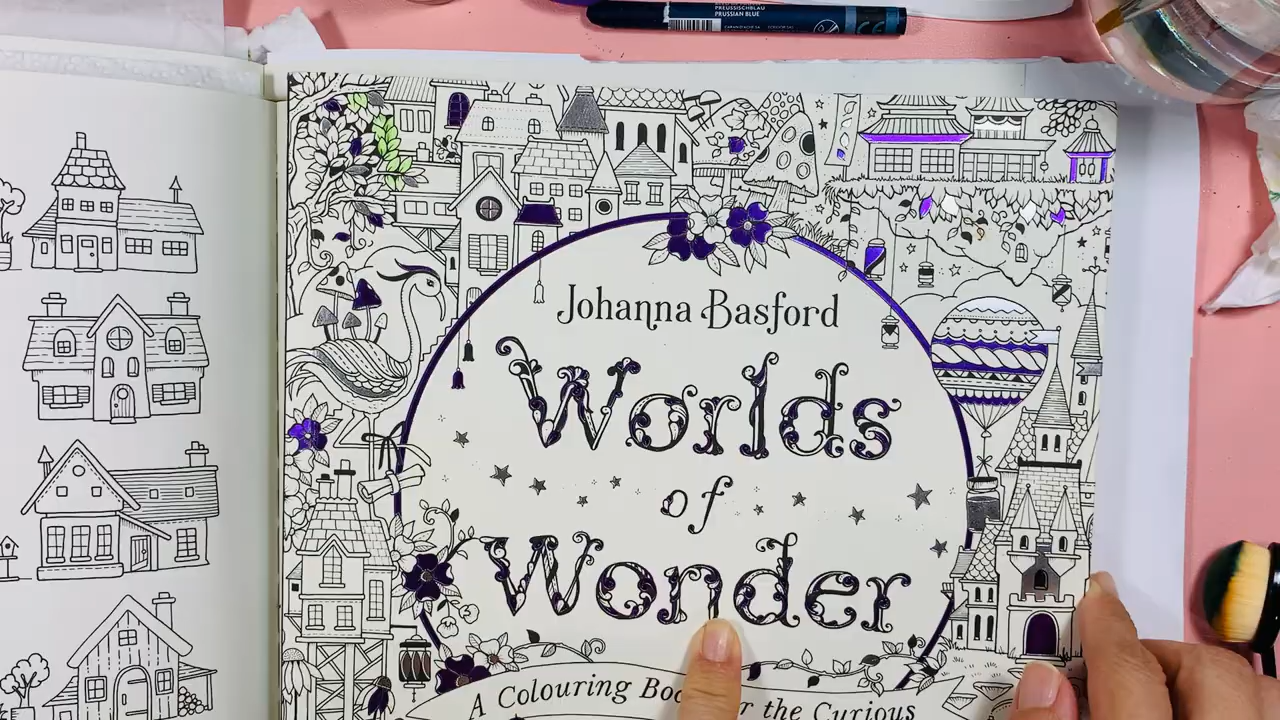 PREUSSISCHBLAU
PRUSSIAN BLUE
Johanna Basford
Worlds
of
Wonder
A Colouring Boo r the Curious